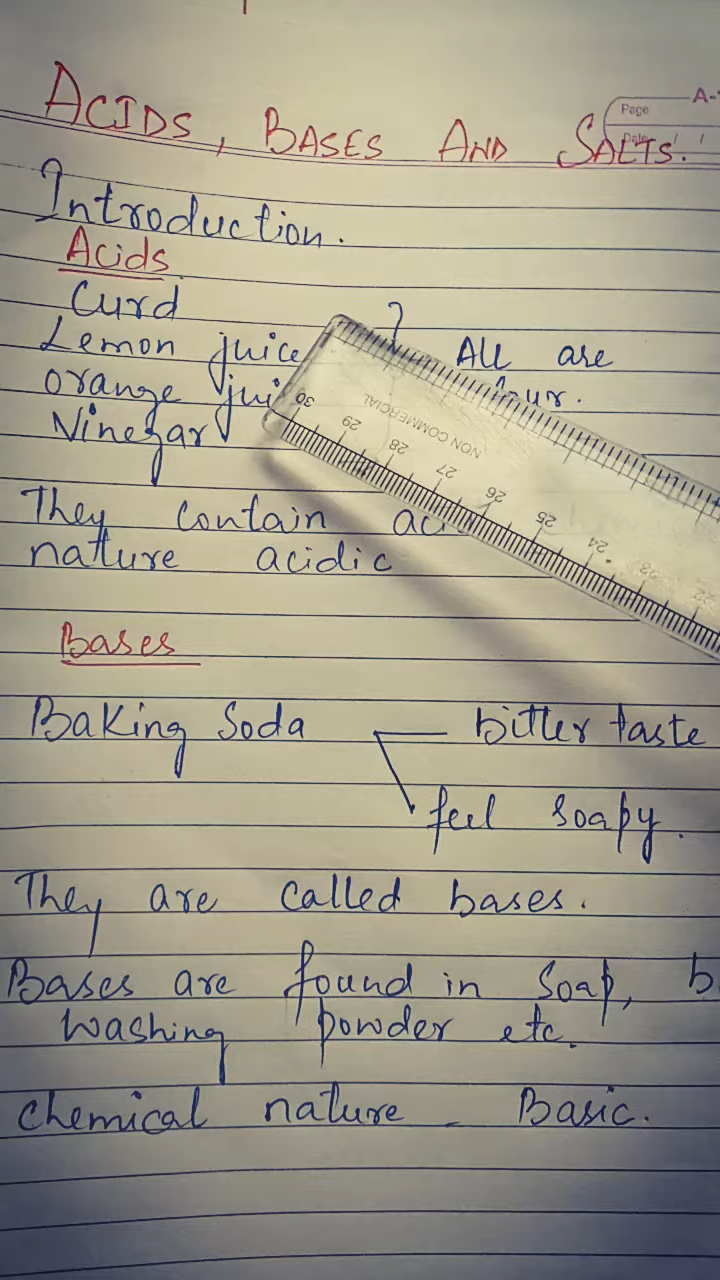 A-
Page
Date
ACIDS, BASES AND SALTS.
Introduction.
Acids
Curd
Lemon juice All are
orange
Vinegar
NON COMMERCIAL
30 29 28 27 26 25 24 23 22
They contain
nature acidic
Bases
Baking Soda bitter taste
feel soapy.
They are called bases.
Bases are found in Soap,
washing powder etc.
chemical nature - Basic.